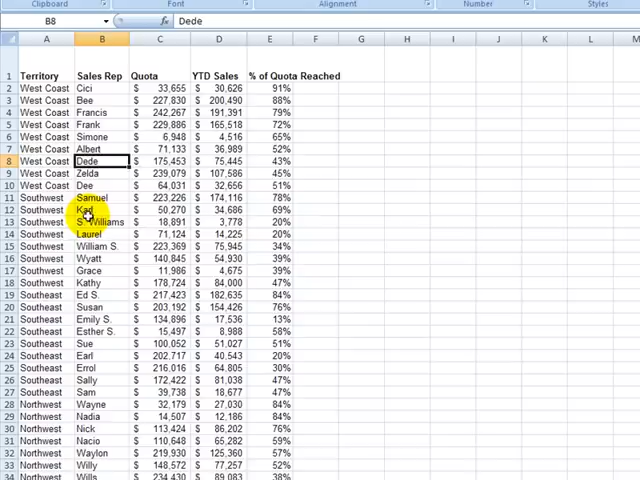 Clipboard Font Alignment Number Styles
B8 fx Dede
A B C D E F G H I J K L M
1 Territory Sales Rep Quota YTD Sales % of Quota Reached
2 West Coast Cici $ 33,655 $ 30,626 91%
3 West Coast Bee $ 227,830 $ 200,490 88%
4 West Coast Francis $ 242,267 $ 191,391 79%
5 West Coast Frank $ 229,886 $ 165,518 72%
6 West Coast Simone $ 6,948 $ 4,516 65%
7 West Coast Albert $ 71,133 $ 36,989 52%
8 West Coast Dede $ 175,453 $ 75,445 43%
9 West Coast Zelda $ 239,079 $ 107,586 45%
10 West Coast Dee $ 64,031 $ 32,656 51%
11 Southwest Samuel $ 223,226 $ 174,116 78%
12 Southwest Karl $ 50,270 $ 34,686 69%
13 Southwest S. Williams $ 18,891 $ 3,778 20%
14 Southwest Laurel $ 71,124 $ 14,225 20%
15 Southwest William S. $ 223,369 $ 75,945 34%
16 Southwest Wyatt $ 140,845 $ 54,930 39%
17 Southwest Grace $ 11,986 $ 4,675 39%
18 Southwest Kathy $ 178,724 $ 84,000 47%
19 Southeast Ed S. $ 217,423 $ 182,635 84%
20 Southeast Susan $ 203,192 $ 154,426 76%
21 Southeast Emily S. $ 134,896 $ 17,536 13%
22 Southeast Esther S. $ 15,497 $ 8,988 58%
23 Southeast Sue $ 100,052 $ 51,027 51%
24 Southeast Earl $ 202,717 $ 40,543 20%
25 Southeast Errol $ 216,016 $ 64,805 30%
26 Southeast Sally $ 172,422 $ 81,038 47%
27 Southeast Sam $ 39,738 $ 18,677 47%
28 Northwest Wayne $ 32,179 $ 27,030 84%
29 Northwest Nadia $ 14,507 $ 12,186 84%
30 Northwest Nick $ 113,424 $ 86,202 76%
31 Northwest Nacio $ 110,648 $ 65,282 59%
32 Northwest Waylon $ 219,930 $ 125,360 57%
33 Northwest Willy $ 148,572 $ 77,257 52%
34 Northwest Wills $ 234,430 $ 89,083 38%